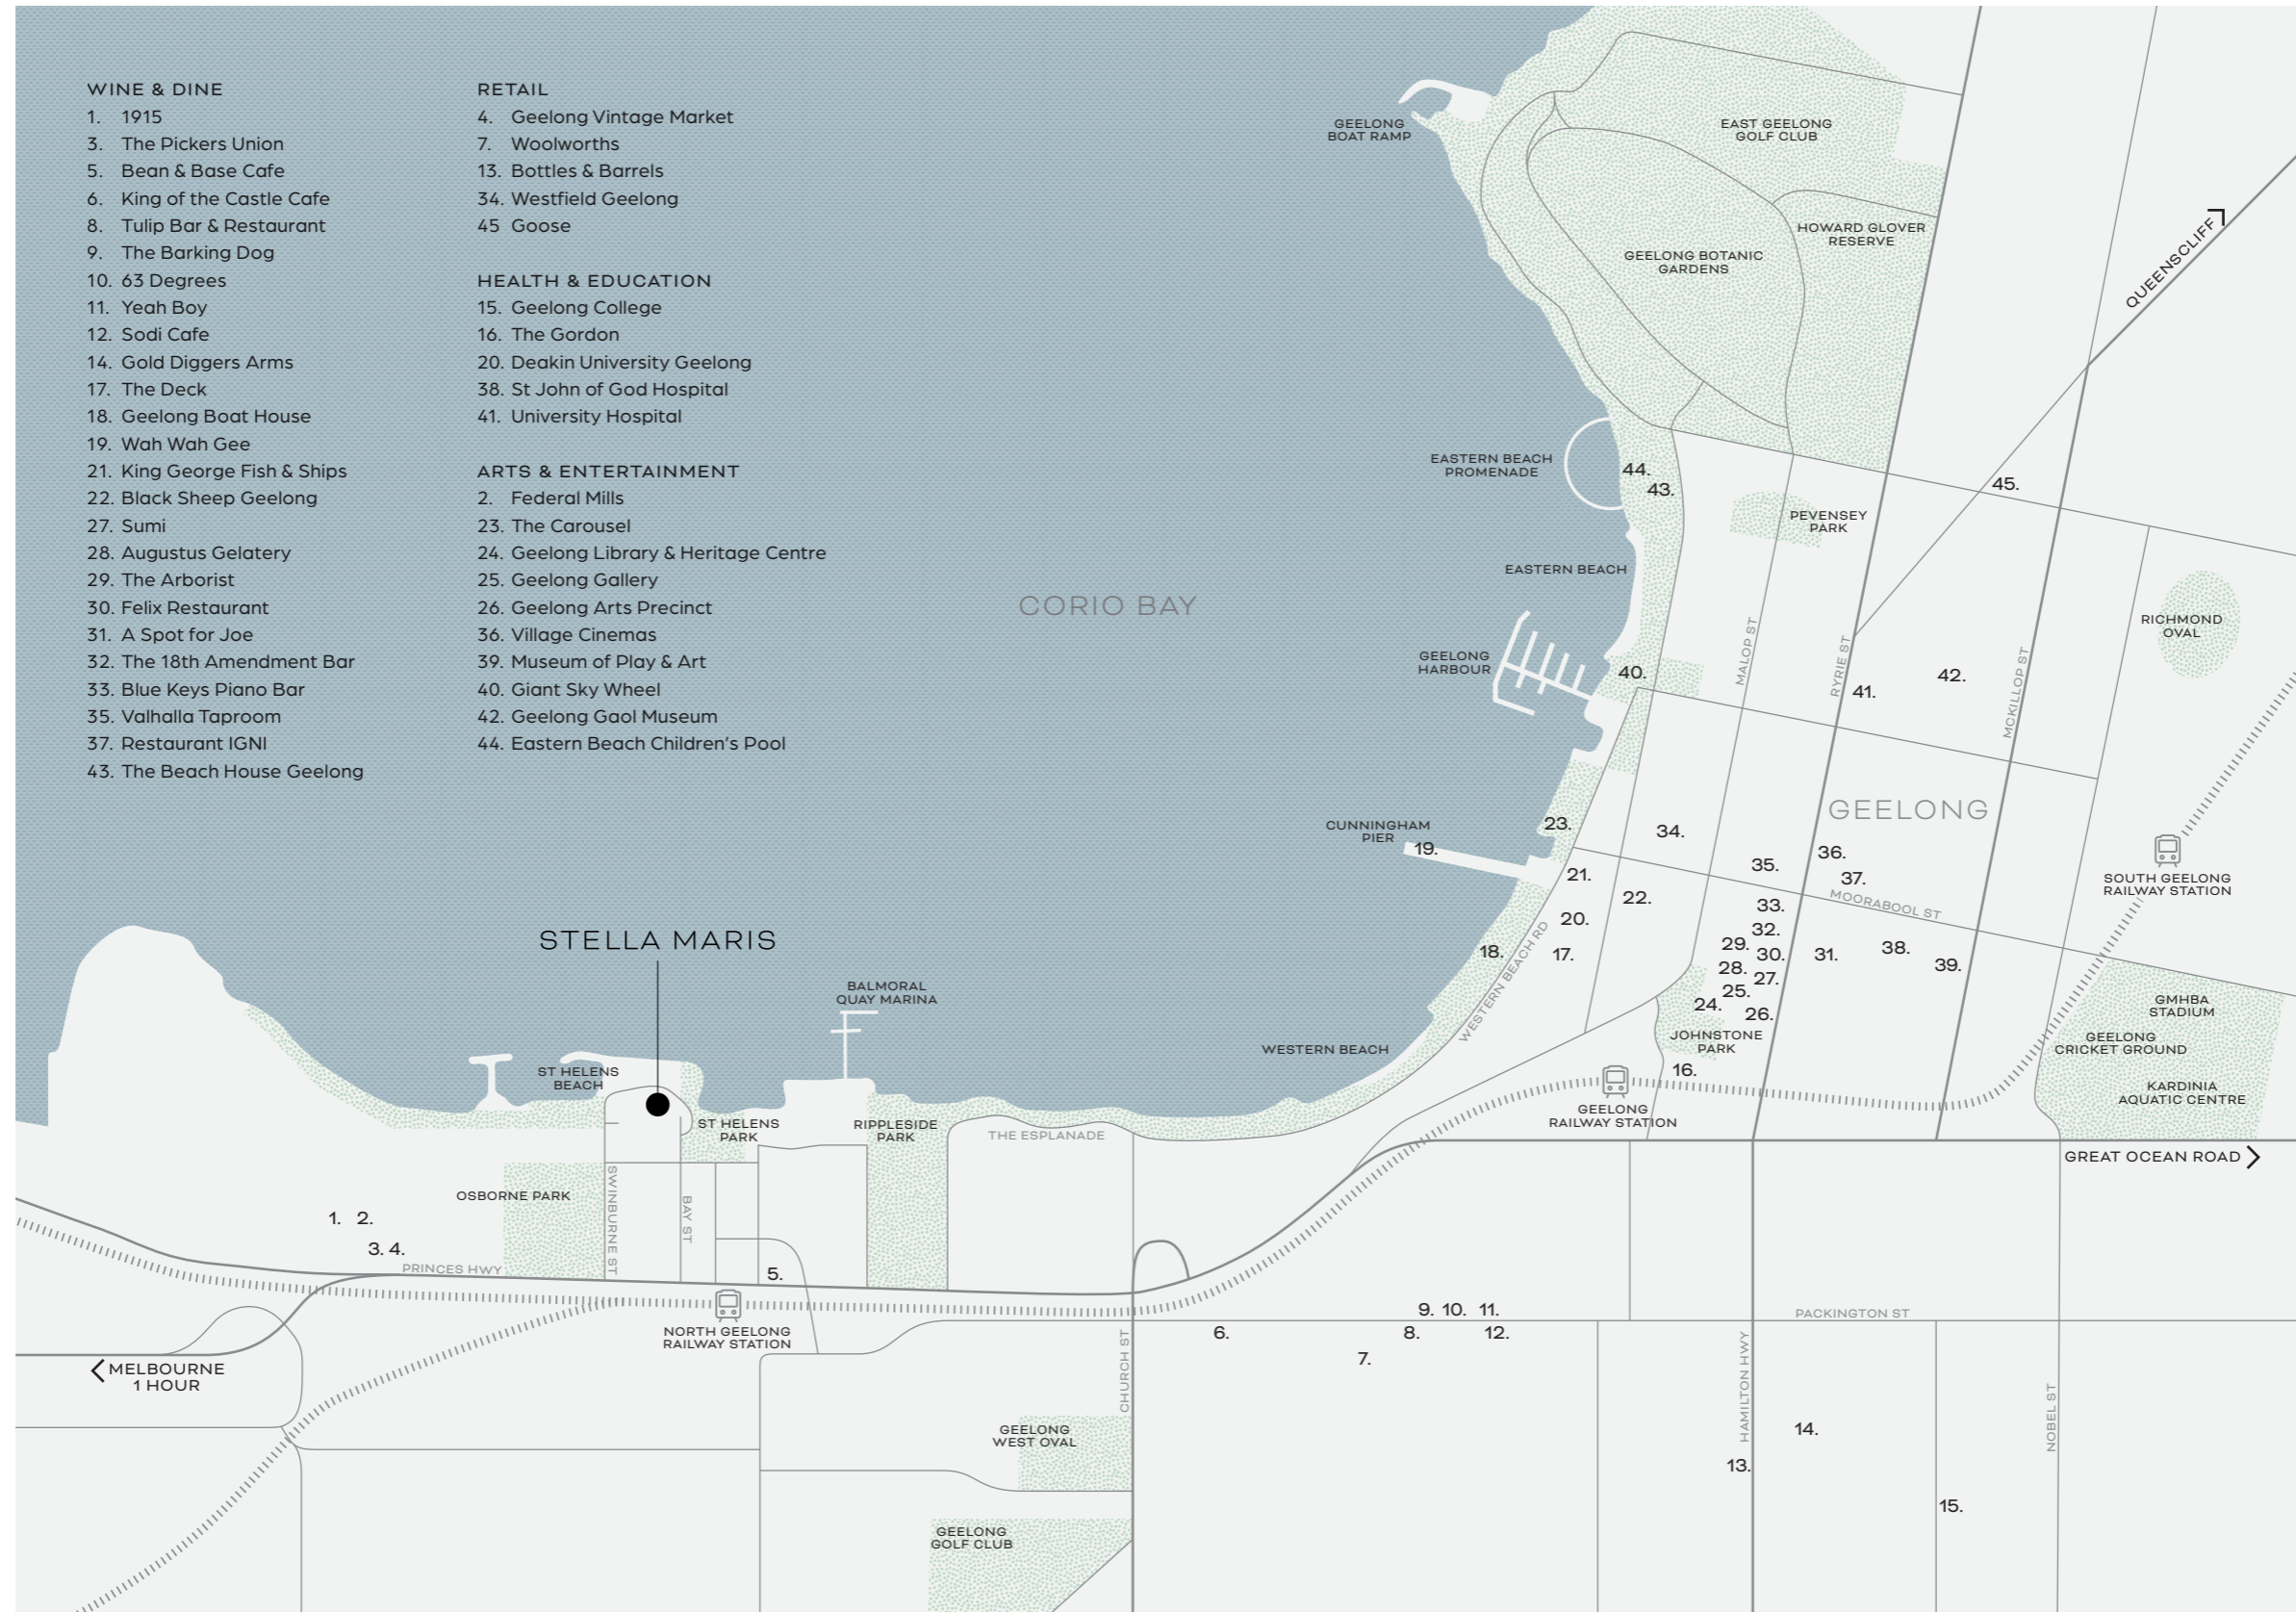 WINE & DINE
1. 1915
3. The Pickers Union
5. Bean & Base Cafe
6. King of the Castle Cafe
8. Tulip Bar & Restaurant
9. The Barking Dog
10. 63 Degrees
11. Yeah Boy
12. Sodi Cafe
14. Gold Diggers Arms
17. The Deck
18. Geelong Boat House
19. Wah Wah Gee
21. King George Fish & Ships
22. Black Sheep Geelong
27. Sumi
28. Augustus Gelatery
29. The Arborist
30. Felix Restaurant
31. A Spot for Joe
32. The 18th Amendment Bar
33. Blue Keys Piano Bar
35. Valhalla Taproom
37. Restaurant IGNI
43. The Beach House Geelong
RETAIL
4. Geelong Vintage Market
7. Woolworths
13. Bottles & Barrels
34. Westfield Geelong
45 Goose
HEALTH & EDUCATION
15. Geelong College
16. The Gordon
20. Deakin University Geelong
38. St John of God Hospital
41. University Hospital
ARTS & ENTERTAINMENT
2. Federal Mills
23. The Carousel
24. Geelong Library & Heritage Centre
25. Geelong Gallery
26. Geelong Arts Precinct
36. Village Cinemas
39. Museum of Play & Art
40. Giant Sky Wheel
42. Geelong Gaol Museum
44. Eastern Beach Children's Pool
GEELONG
BOAT RAMP
EAST GEELONG
GOLF CLUB
HOWARD GLOVER
RESERVE
GEELONG BOTANIC
GARDENS
QUEENSCLIFF
EASTERN BEACH
PROMENADE
44.
43.
45.
PEVENSEY
PARK
EASTERN BEACH
CORIO BAY
RICHMOND
OVAL
GEELONG
HARBOUR
40.
MALOP ST
RYRIE ST
41.
42.
MCKILLOP ST
GEELONG
CUNNINGHAM
PIER
19.
23.
34.
35.
36.
37.
MOORABOOL ST
SOUTH GEELONG
RAILWAY STATION
21.
22.
20.
17.
18.
WESTERN BEACH RD
33.
32.
29.
30.
28.
27.
25.
24.
26.
31.
38.
39.
JOHNSTONE
PARK
16.
GMHBA
STADIUM
GEELONG
CRICKET GROUND
KARDINIA
AQUATIC CENTRE
STELLA MARIS
BALMORAL
QUAY MARINA
WESTERN BEACH
ST HELENS
BEACH
ST HELENS
PARK
RIPPLESIDE
PARK
THE ESPLANADE
GEELONG
RAILWAY STATION
GREAT OCEAN ROAD
OSBORNE PARK
SWINBURNE ST
BAY ST
1.
2.
3. 4.
PRINCES HWY
5.
NORTH GEELONG
RAILWAY STATION
MELBOURNE
1 HOUR
CHURCH ST
6.
7.
8.
9. 10. 11.
12.
PACKINGTON ST
HAMILTON HWY
NOBEL ST
13.
14.
15.
GEELONG
WEST OVAL
GEELONG
GOLF CLUB